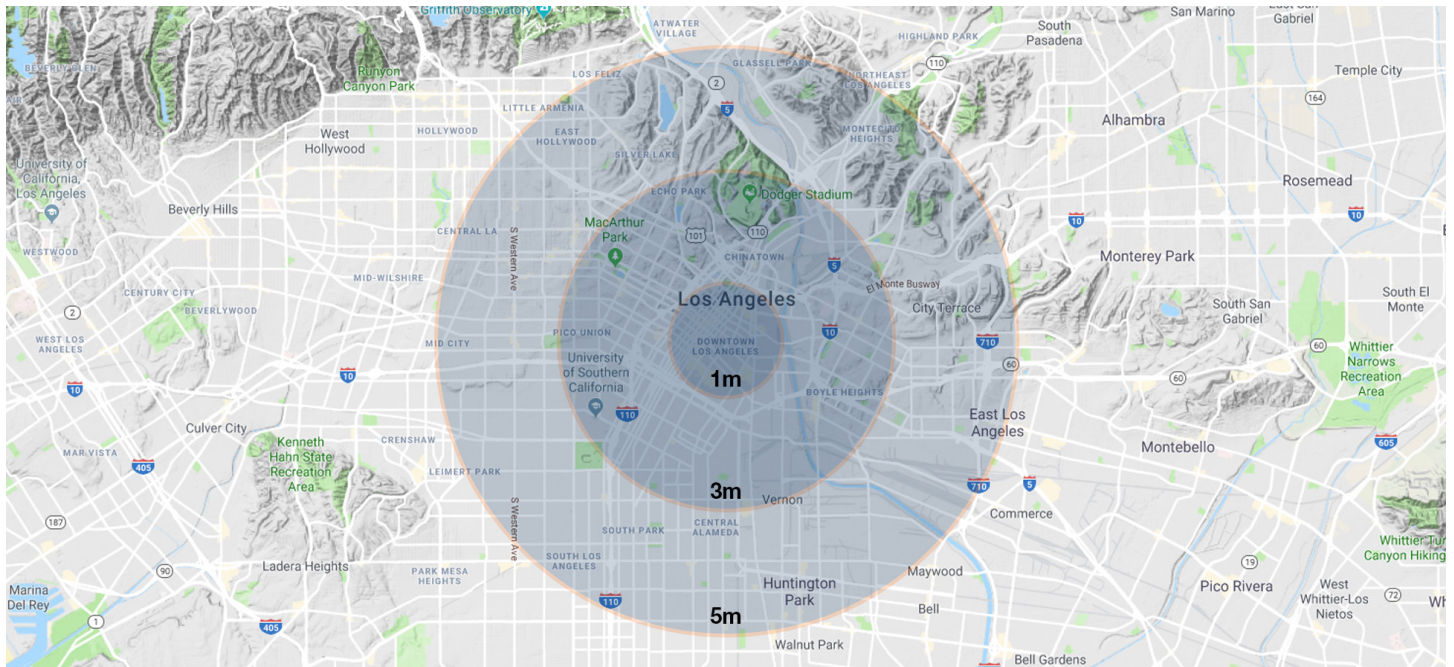 Griffith Observatory
ATWATER
VILLAGE
San Marino
East San
Gabriel
South
Pasadena
HIGHLAND PARK
110
GLASSELL PARK
BEVERLY GLEN
Runyon
Canyon Park
LOS FELIZ
2
NORTHEAST
LOS ANGELES
Temple City
164
LITTLE ARMENIA
5
Alhambra
West
Hollywood
HOLLYWOOD
EAST
HOLLYWOOD
MONTECITO
HEIGHTS
SILVER LAKE
University of
California,
Los Angeles
Rosemead
ECHO PARK
Dodger Stadium
Beverly Hills
10
10
MacArthur
Park
CENTRAL LA
S Western Ave
101
110
WESTWOOD
CHINATOWN
5
Monterey Park
MID-WILSHIRE
El Monte Busway
CENTURY CITY
Los Angeles
City Terrace
South San
Gabriel
South El
Monte
2
BEVERLYWOOD
PICO UNION
10
WEST LOS
ANGELES
MID CITY
DOWNTOWN
LOS ANGELES
710
60
60
Whittier
Narrows
Recreation
Area
University
of Southern
California
1m
60
10
10
BOYLE HEIGHTS
110
East Los
Angeles
Culver City
CRENSHAW
Kenneth
Hahn State
Recreation
Area
Montebello
605
MAR VISTA
405
LEIMERT PARK
3m
Vernon
710
5
Commerce
S Western Ave
187
SOUTH PARK
CENTRAL
ALAMEDA
Whittier Tur
Canyon Hiking
90
Ladera Heights
PARK MESA
HEIGHTS
SOUTH LOS
ANGELES
19
Maywood
Huntington
Park
Pico Rivera
West
Whittier-Los
Nietos
72
Wh
Marina
Del Rey
1
405
110
5m
Bell
Walnut Park
Bell Gardens